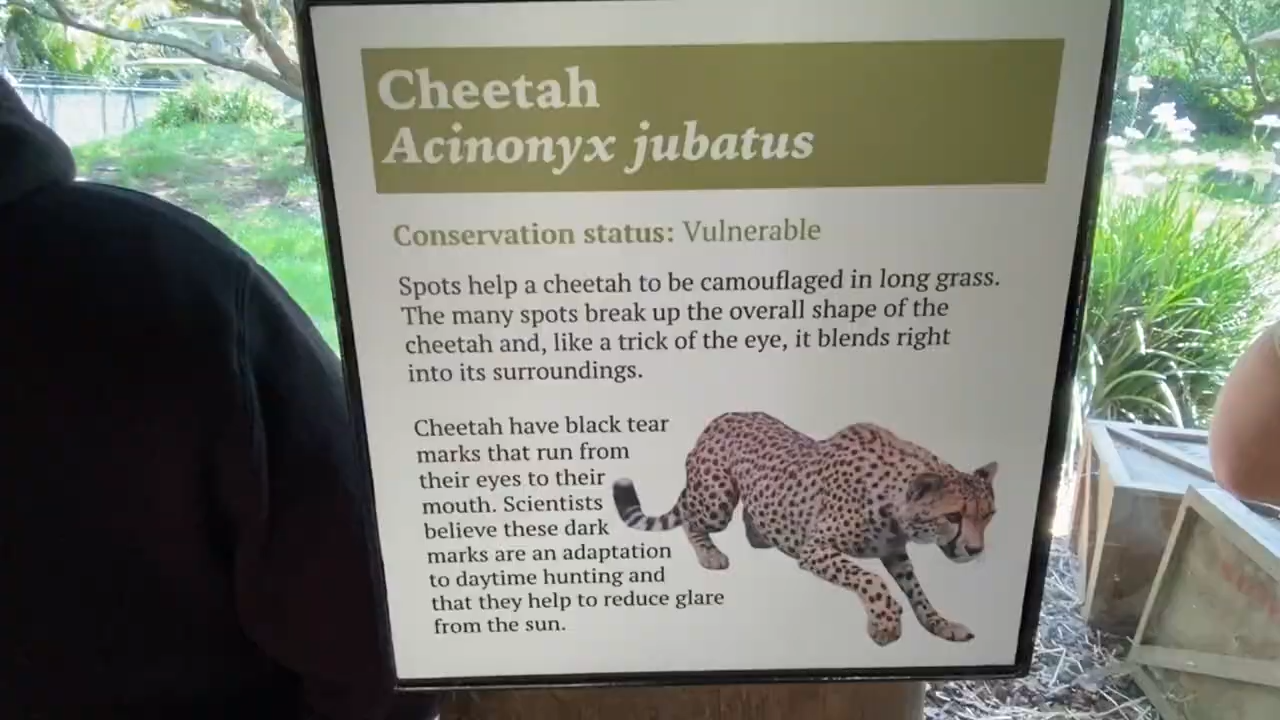 Cheetah
Acinonyx jubatus
Conservation status: Vulnerable
Spots help a cheetah to be camouflaged in long grass.
The many spots break up the overall shape of the
cheetah and, like a trick of the eye, it blends right
into its surroundings.
Cheetah have black tear
marks that run from
their eyes to their
mouth. Scientists
believe these dark
marks are an adaptation
to daytime hunting and
that they help to reduce glare
from the sun.